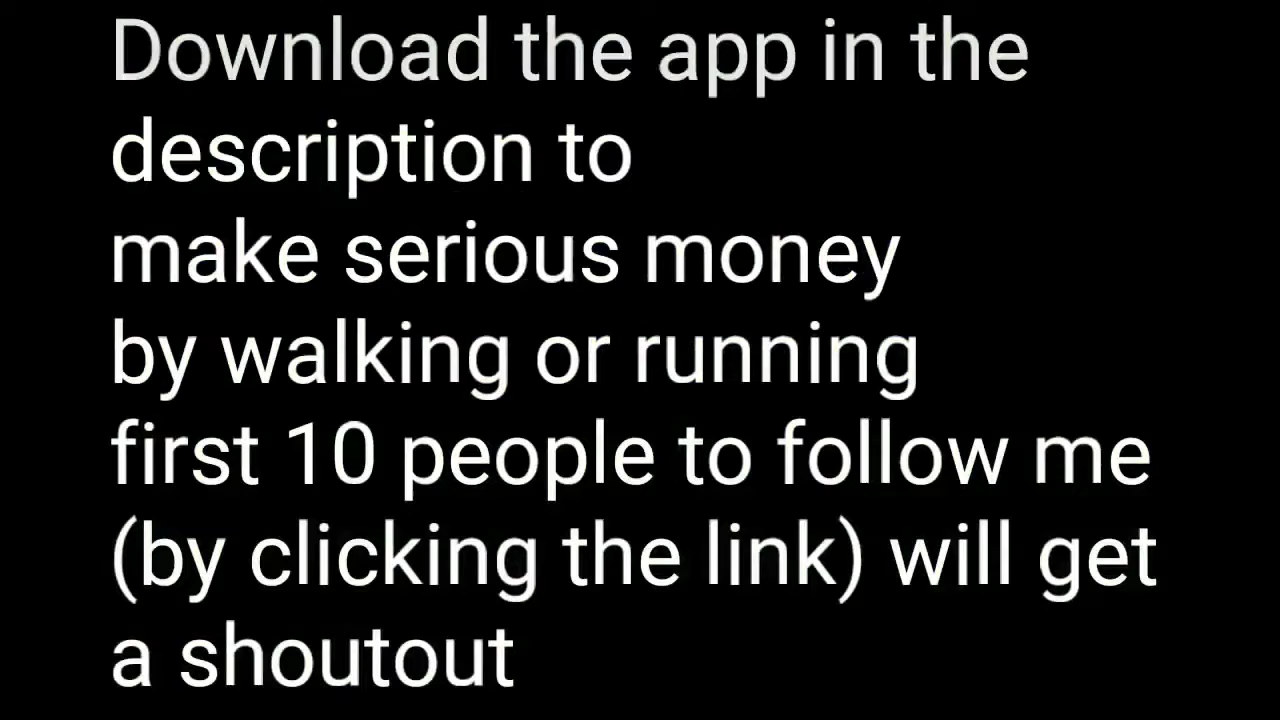 Download the app in the
description to
make serious money
by walking or running
first 10 people to follow me
(by clicking the link) will get
a shoutout